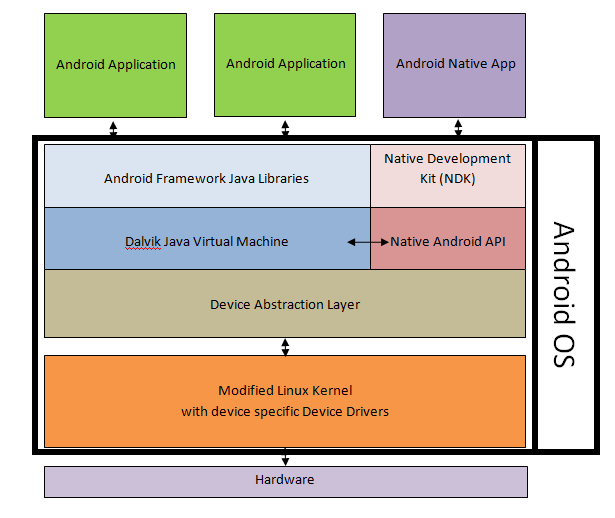 Android Application
Android Application
Android Native App
Android Framework Java Libraries
Native Development
Kit (NDK)
Dalvik Java Virtual Machine
Native Android API
Device Abstraction Layer
Modified Linux Kernel
with device specific Device Drivers
Android OS
Hardware